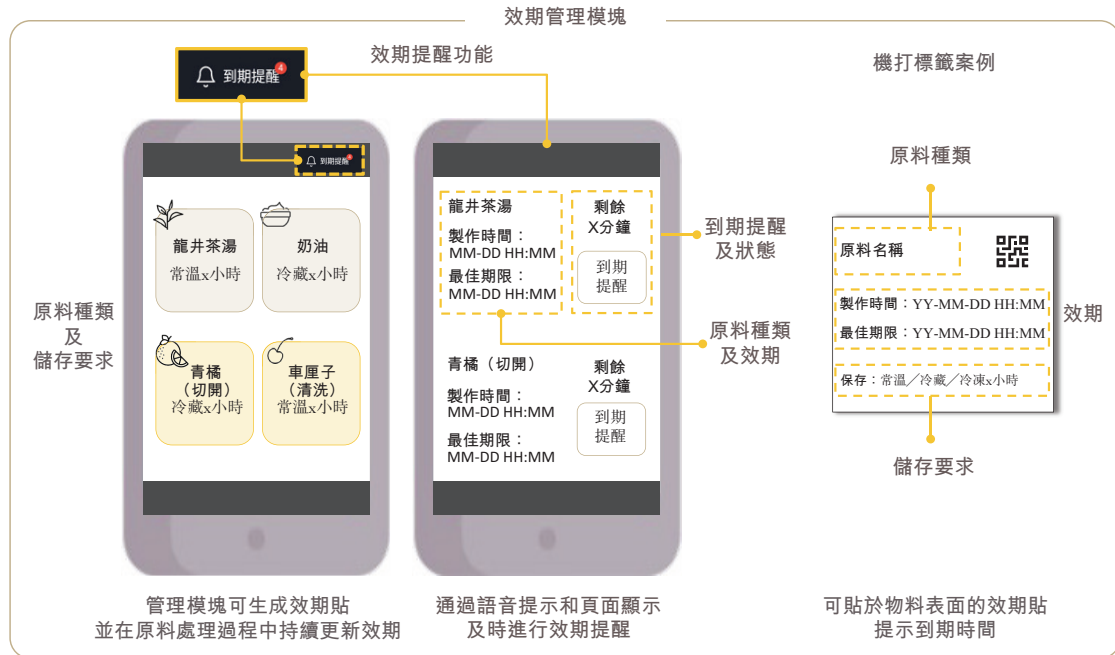 效期管理模塊
效期提醒功能
到期提醒
4
機打標籤案例
到期提醒
4
原料種類
及
儲存要求
龍井茶湯
常溫x小時
奶油
冷藏x小時
青橘
（切開）
冷藏x小時
車厘子
（清洗）
常溫x小時
龍井茶湯
製作時間：
MM-DD HH:MM
最佳期限：
MM-DD HH:MM
剩餘
X分鐘
到期
提醒
到期提醒
及狀態
原料種類
及效期
青橘（切開）
製作時間：
MM-DD HH:MM
最佳期限：
MM-DD HH:MM
剩餘
X分鐘
到期
提醒
原料種類
原料名稱
製作時間：YY-MM-DD HH:MM
最佳期限：YY-MM-DD HH:MM
效期
保存：常溫／冷藏／冷凍x小時
儲存要求
管理模塊可生成效期貼
並在原料處理過程中持續更新效期
通過語音提示和頁面顯示
及時進行效期提醒
可貼於物料表面的效期貼
提示到期時間